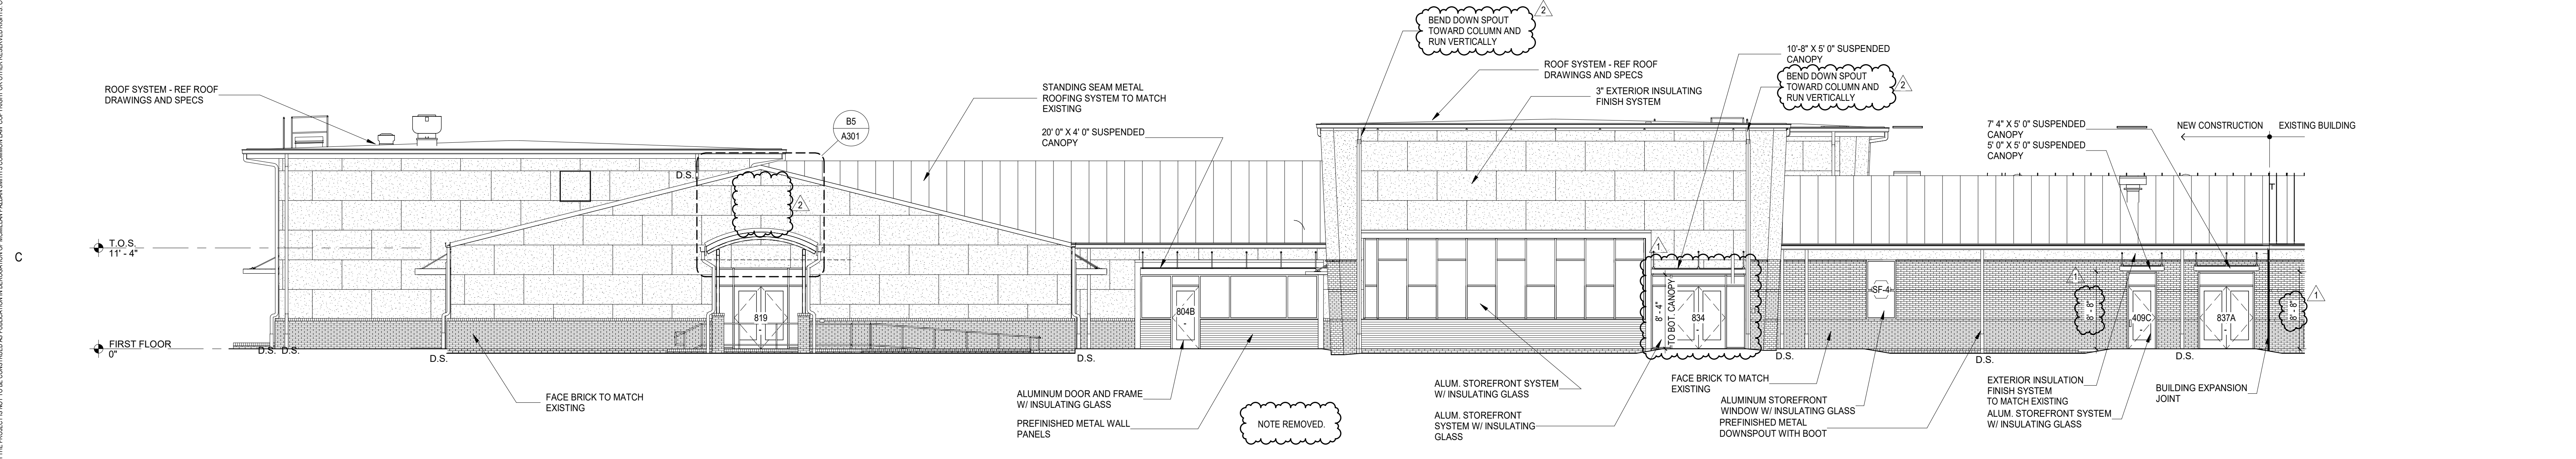 BEND DOWN SPOUT
TOWARD COLUMN AND
RUN VERTICALLY
2
10'-8" X 5' 0" SUSPENDED
CANOPY
BEND DOWN SPOUT
TOWARD COLUMN AND
RUN VERTICALLY
2
ROOF SYSTEM - REF ROOF
DRAWINGS AND SPECS
3" EXTERIOR INSULATING
FINISH SYSTEM
ROOF SYSTEM - REF ROOF
DRAWINGS AND SPECS
STANDING SEAM METAL
ROOFING SYSTEM TO MATCH
EXISTING
20' 0" X 4' 0" SUSPENDED
CANOPY
B5
A301
7' 4" X 5' 0" SUSPENDED
CANOPY
5' 0" X 5' 0" SUSPENDED
CANOPY
NEW CONSTRUCTION
EXISTING BUILDING
D.S.
2
T
C
T.O.S.
11' - 4"
1
1
1
SF-4
8' - 4"
TO BOT. CANOPY
8' - 8"
8' - 8"
819
804B
834
409C
837A
FIRST FLOOR
0"
D.S.
D.S.
D.S.
D.S.
D.S.
D.S.
D.S.
FACE BRICK TO MATCH
EXISTING
ALUMINUM DOOR AND FRAME
W/ INSULATING GLASS
PREFINISHED METAL WALL
PANELS
NOTE REMOVED.
ALUM. STOREFRONT SYSTEM
W/ INSULATING GLASS
ALUM. STOREFRONT
SYSTEM W/ INSULATING
GLASS
FACE BRICK TO MATCH
EXISTING
ALUMINUM STOREFRONT
WINDOW W/ INSULATING GLASS
PREFINISHED METAL
DOWNSPOUT WITH BOOT
EXTERIOR INSULATION
FINISH SYSTEM
TO MATCH EXISTING
ALUM. STOREFRONT SYSTEM
W/ INSULATING GLASS
BUILDING EXPANSION
JOINT